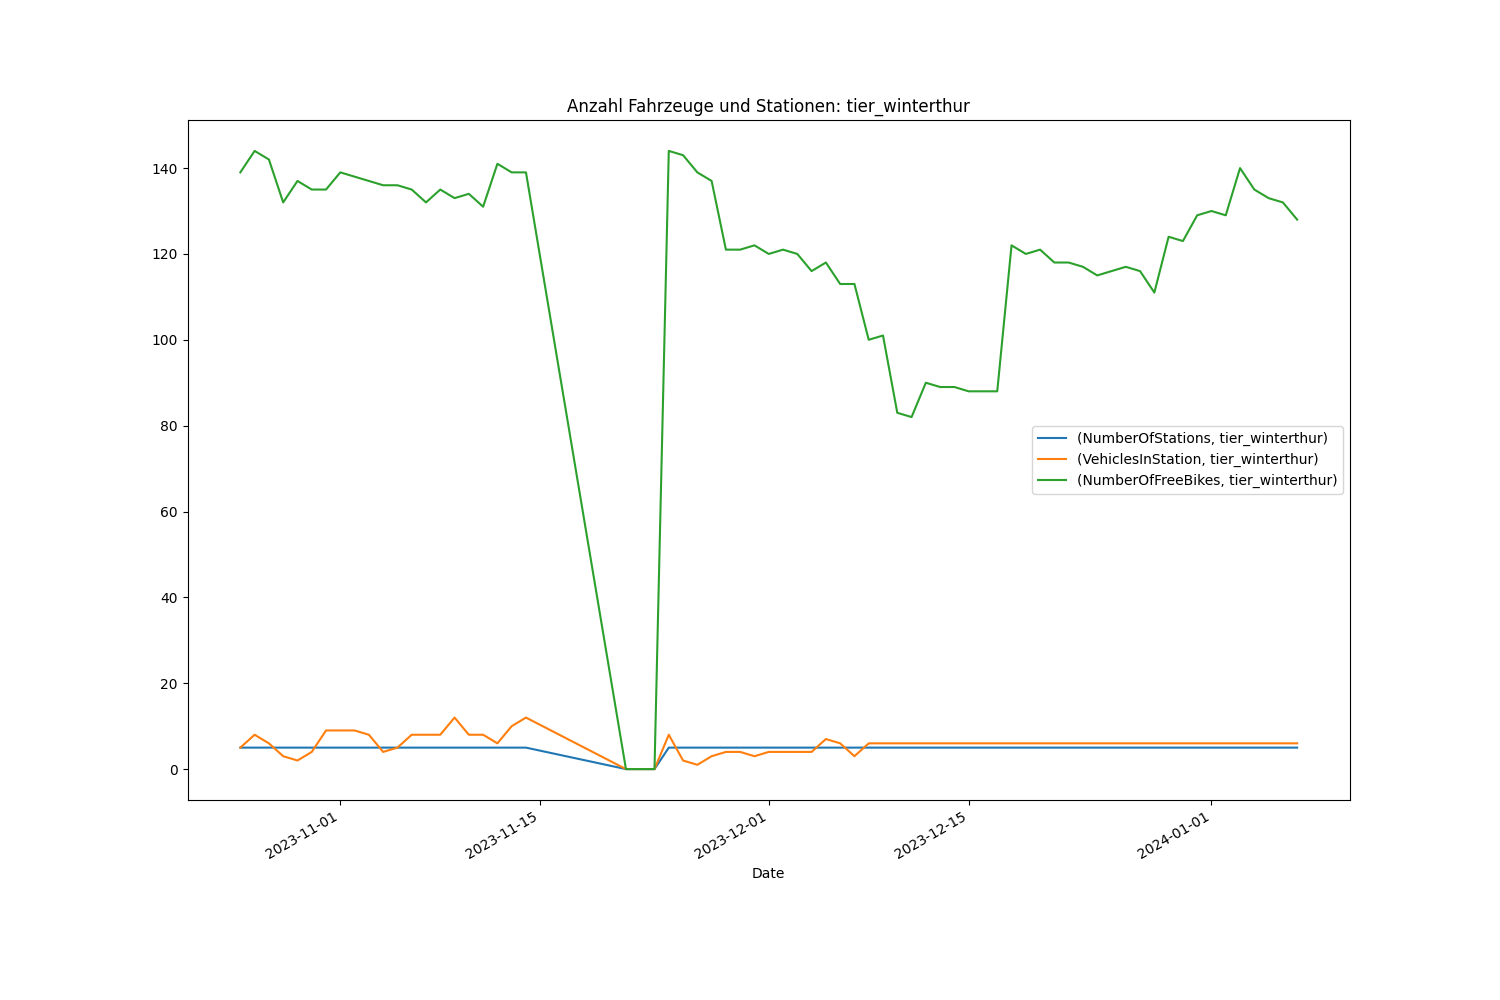 Anzahl Fahrzeuge und Stationen: tier_winterthur
140
120
100
80
60
40
20
0
(NumberOfStations, tier_winterthur)
(VehiclesInStation, tier_winterthur)
(NumberOfFreeBikes, tier_winterthur)
2023-11-01
2023-11-15
2023-12-01
2023-12-15
2024-01-01
Date